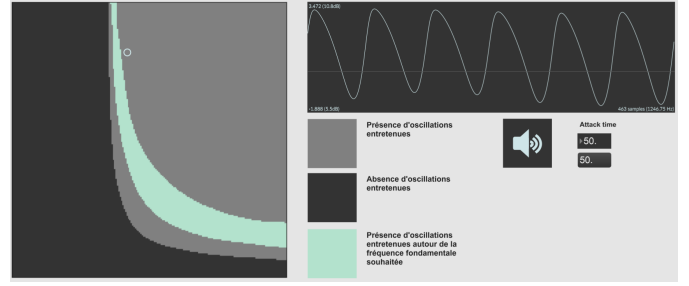 3.472 (10.8dB)
-1.888 (5.5dB)
463 samples (1246.75 Hz)
Présence d'oscillations
entretenues
Attack time
50.
50.
Absence d'oscillations
entretenues
Présence d'oscillations
entretenues autour de la
fréquence fondamentale
souhaitée